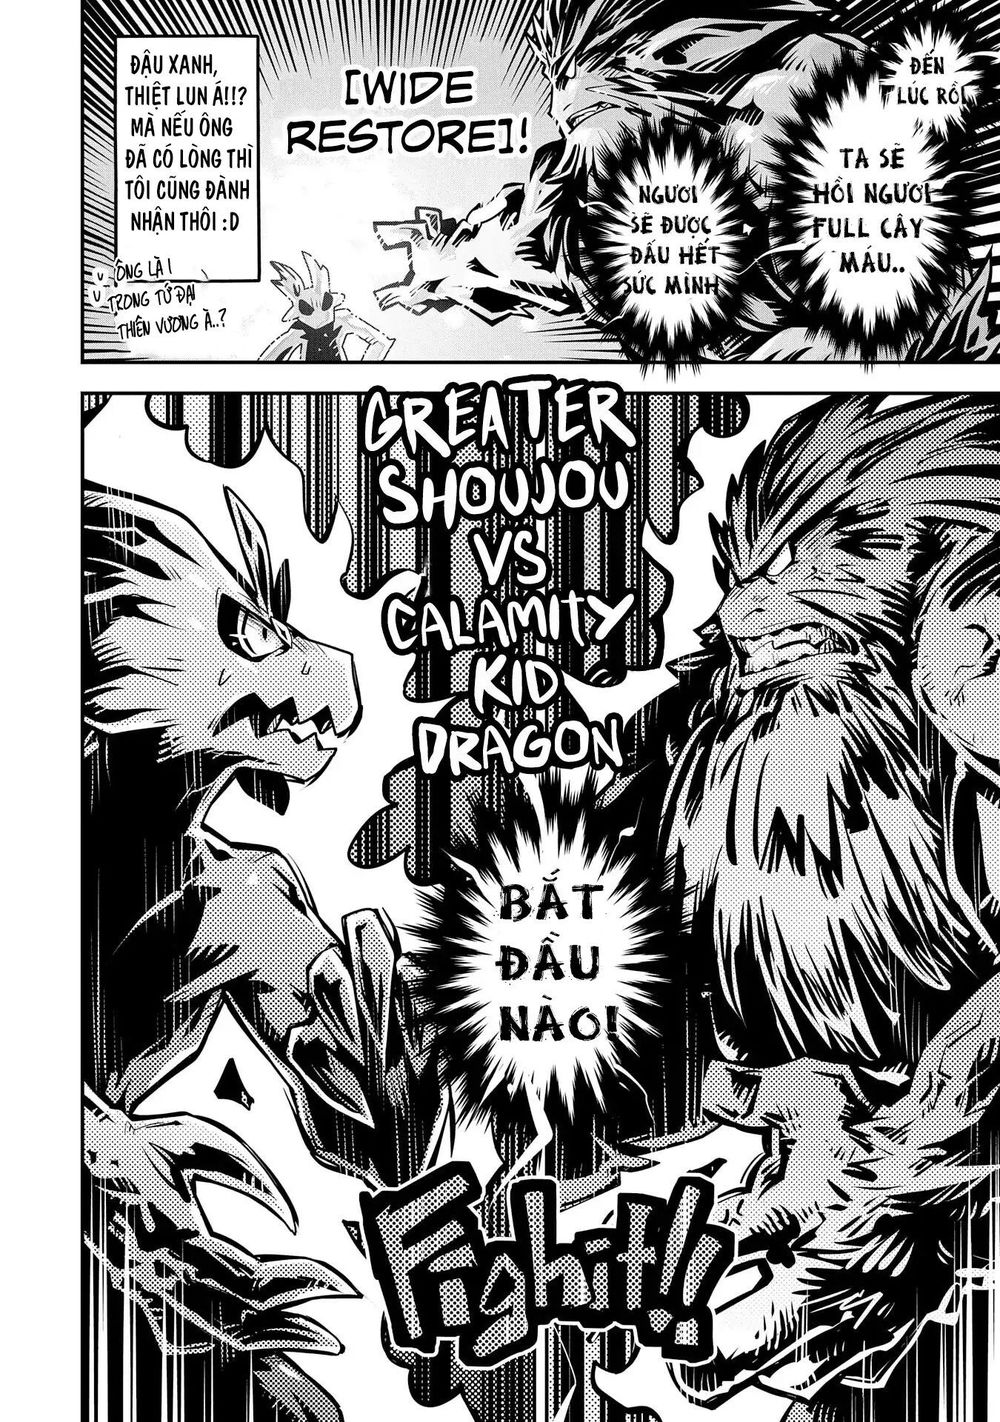 ĐẾN
LÚC RỒI
TA SẼ
HỒI NGƯƠI
FULL CÂY
MÁU..
NGƯƠI
SẼ ĐƯỢC
ĐẤU HẾT
SỨC MÌNH
[WIDE
RESTORE]!
ĐẬU XANH,
THIỆT LUN Á!!?
MÀ NẾU ÔNG
ĐÃ CÓ LÒNG THÌ
TÔI CŨNG ĐÀNH
NHẬN THÔI :D
ÔNG LÀ 1
TRONG TỨ ĐẠI
THIÊN VƯƠNG À..?
GREATER
SHOUJOU
VS
CALAMITY
KID
DRAGON
BẮT
ĐẦU
NÀO!
Fight!!